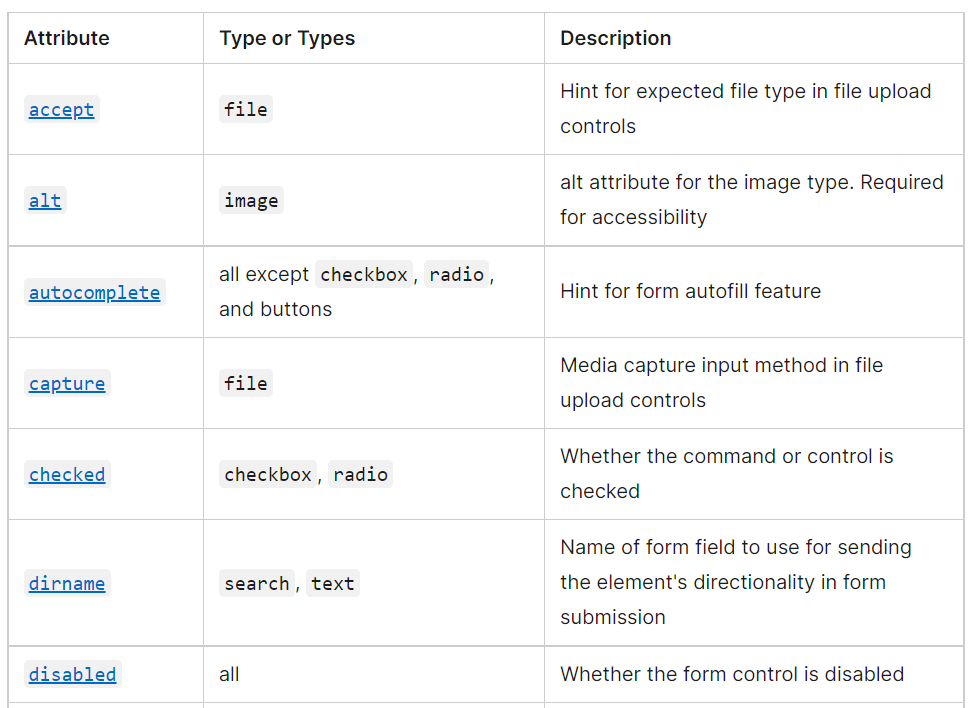 Attribute Type or Types Description
accept file Hint for expected file type in file upload
controls
alt image alt attribute for the image type. Required
for accessibility
autocomplete all except checkbox, radio,
and buttons Hint for form autofill feature
capture file Media capture input method in file
upload controls
checked checkbox, radio Whether the command or control is
checked
dirname search, text Name of form field to use for sending
the element's directionality in form
submission
disabled all Whether the form control is disabled